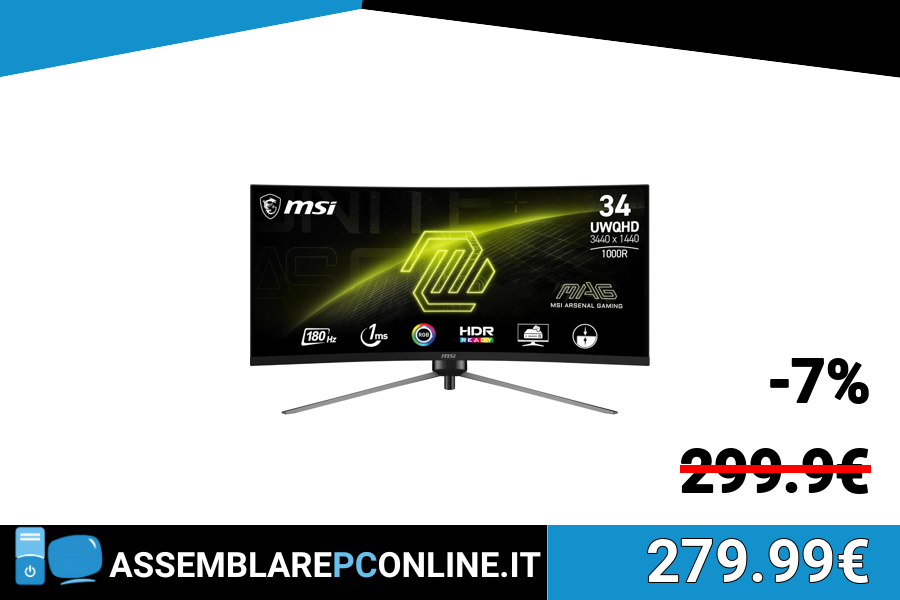 msi
34
UWQHD
3440 x 1440
1000R
MAG
MSI ARSENAL GAMING
180Hz
1ms
RGB
HDR
READY
msi
-7%
299.9€
ASSEMBLAREPCONLINE.IT
279.99€